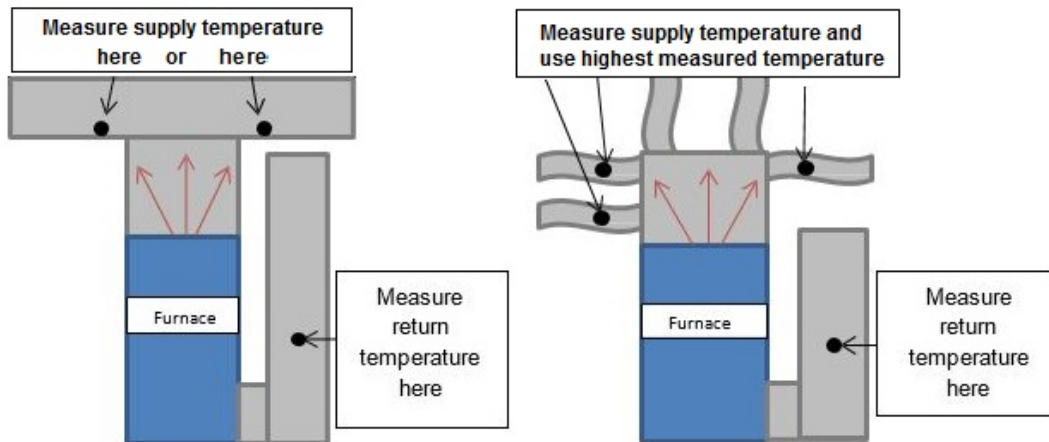 Measure supply temperature
here or here
Furnace
Measure
return
temperature
here
Measure supply temperature and
use highest measured temperature
Furnace
Measure
return
temperature
here